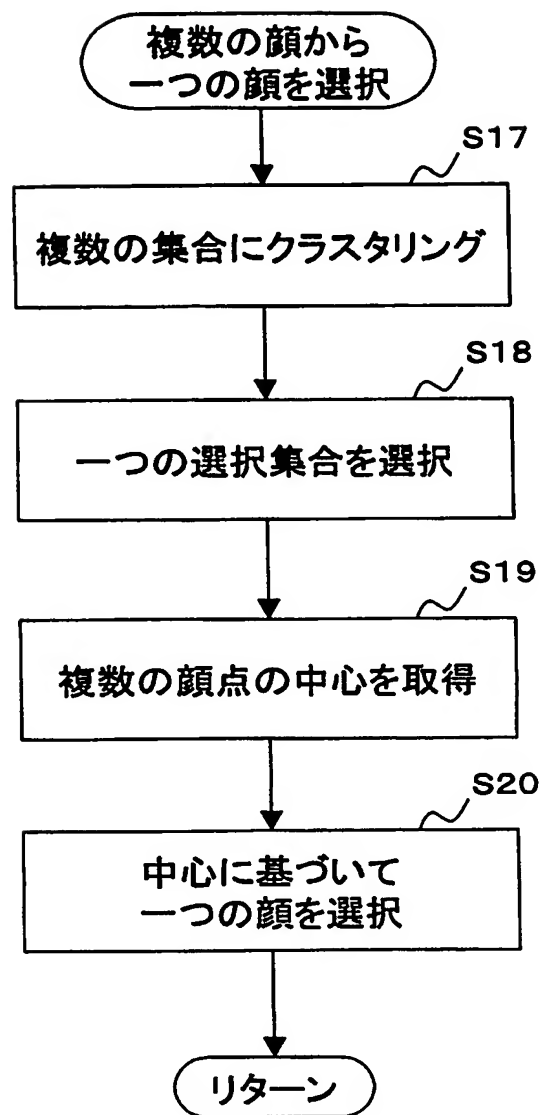 複数の顔から
一つの顔を選択
S17
複数の集合にクラスタリング
S18
一つの選択集合を選択
S19
複数の顔点の中心を取得
S20
中心に基づいて
一つの顔を選択
リターン